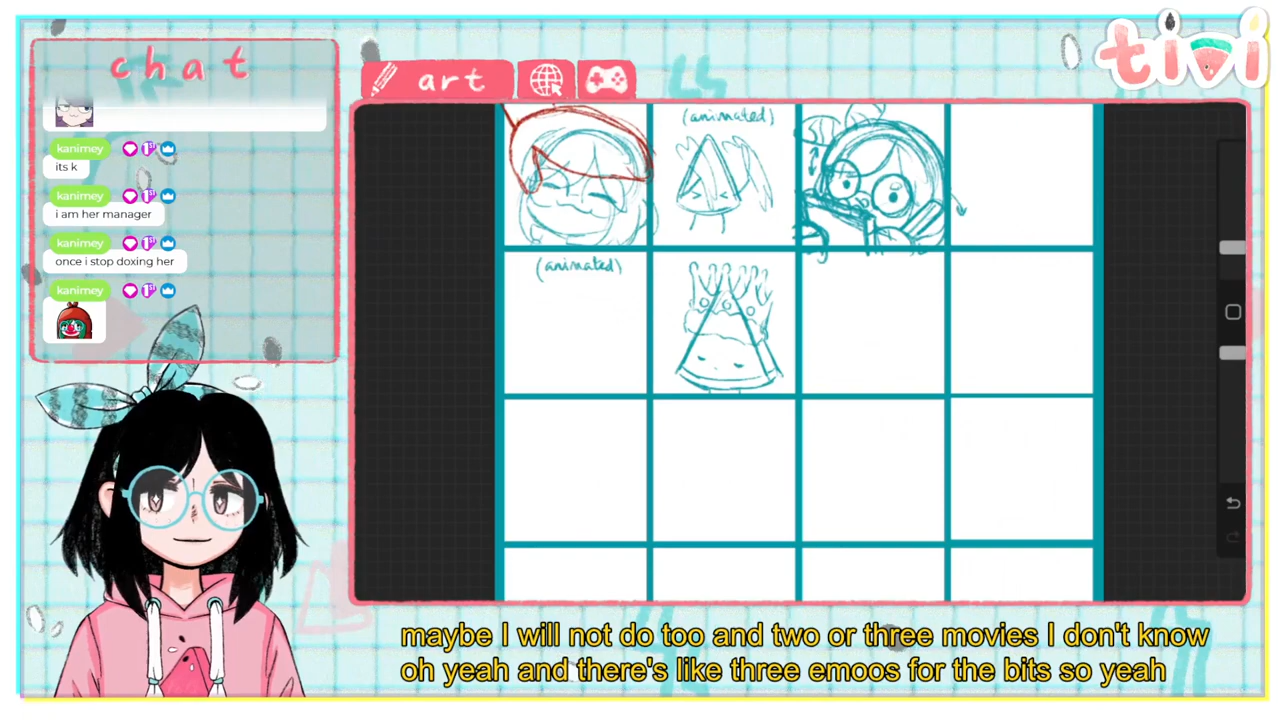 chat
kanimey
its k
kanimey
i am her manager
kanimey
once i stop doxing her
kanimey
art
tivi
(animated)
(animated)
maybe I will not do too and two or three movies I don't know
oh yeah and there's like three emoos for the bits so yeah